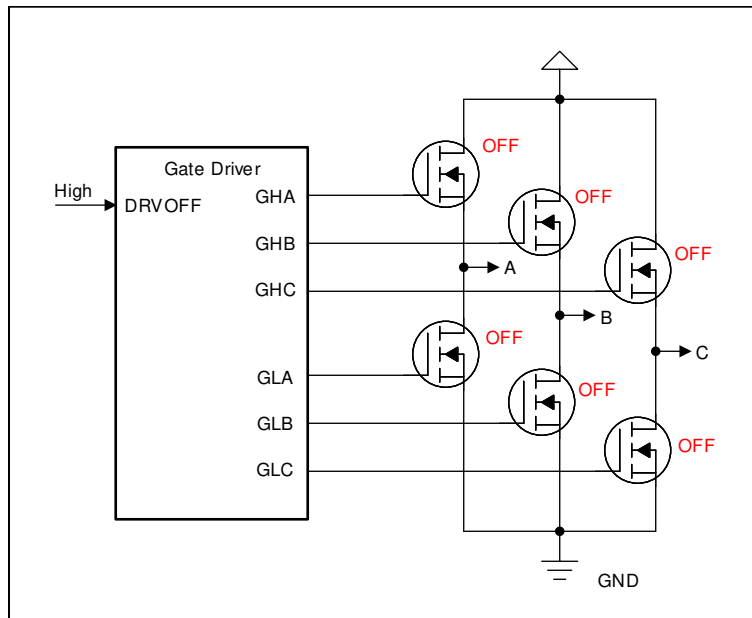 Gate Driver
High
DRVOFF
GHA
GHB
GHC
GLA
GLB
GLC
OFF
OFF
OFF
A
B
C
OFF
OFF
OFF
GND